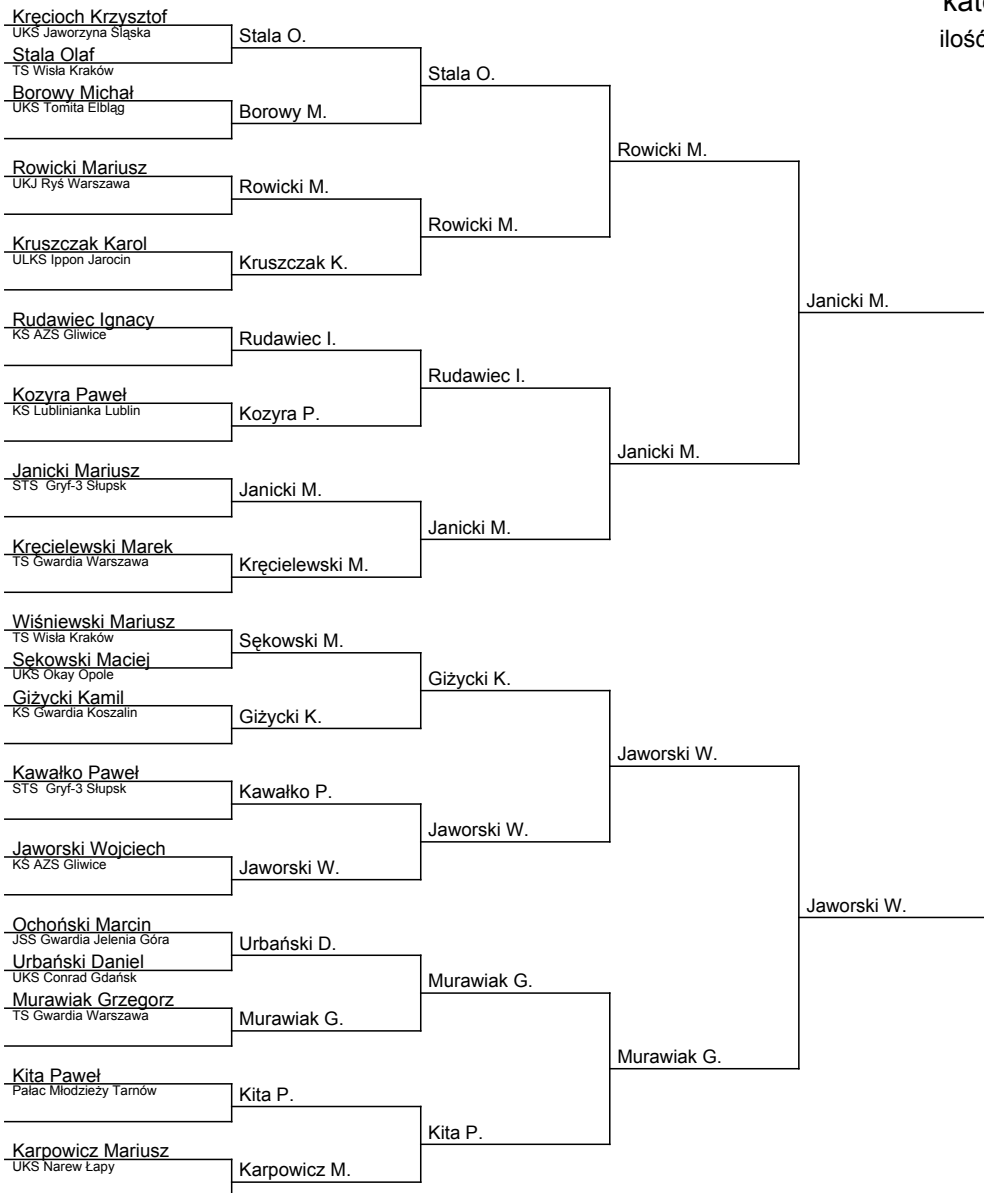 kate
ilość
Kręcioch Krzysztof
UKS Jaworzyna Śląska
Stala Olaf
TS Wisła Kraków
Borowy Michał
UKS Tomita Elbląg
Rowicki Mariusz
UKJ Ryś Warszawa
Kruszczak Karol
ULKS Ippon Jarocin
Rudawiec Ignacy
KŚ AZS Gliwice
Kozyra Paweł
KS Lublinianka Lublin
Janicki Mariusz
STS Gryf-3 Słupsk
Kręcielewski Marek
TS Gwardia Warszawa
Wiśniewski Mariusz
TS Wisła Kraków
Sękowski Maciej
UKS Okay Opole
Giżycki Kamil
KS Gwardia Koszalin
Kawałko Paweł
STS Gryf-3 Słupsk
Jaworski Wojciech
KŚ AZS Gliwice
Ochoński Marcin
JSS Gwardia Jelenia Góra
Urbański Daniel
UKS Conrad Gdańsk
Murawiak Grzegorz
TS Gwardia Warszawa
Kita Paweł
Pałac Młodzieży Tarnów
Karpowicz Mariusz
UKS Narew Łapy
Stala O.
Borowy M.
Rowicki M.
Kruszczak K.
Rudawiec I.
Kozyra P.
Janicki M.
Kręcielewski M.
Sękowski M.
Giżycki K.
Kawałko P.
Jaworski W.
Urbański D.
Murawiak G.
Kita P.
Karpowicz M.
Stala O.
Rowicki M.
Rudawiec I.
Janicki M.
Giżycki K.
Jaworski W.
Murawiak G.
Kita P.
Rowicki M.
Janicki M.
Jaworski W.
Murawiak G.
Janicki M.
Jaworski W.